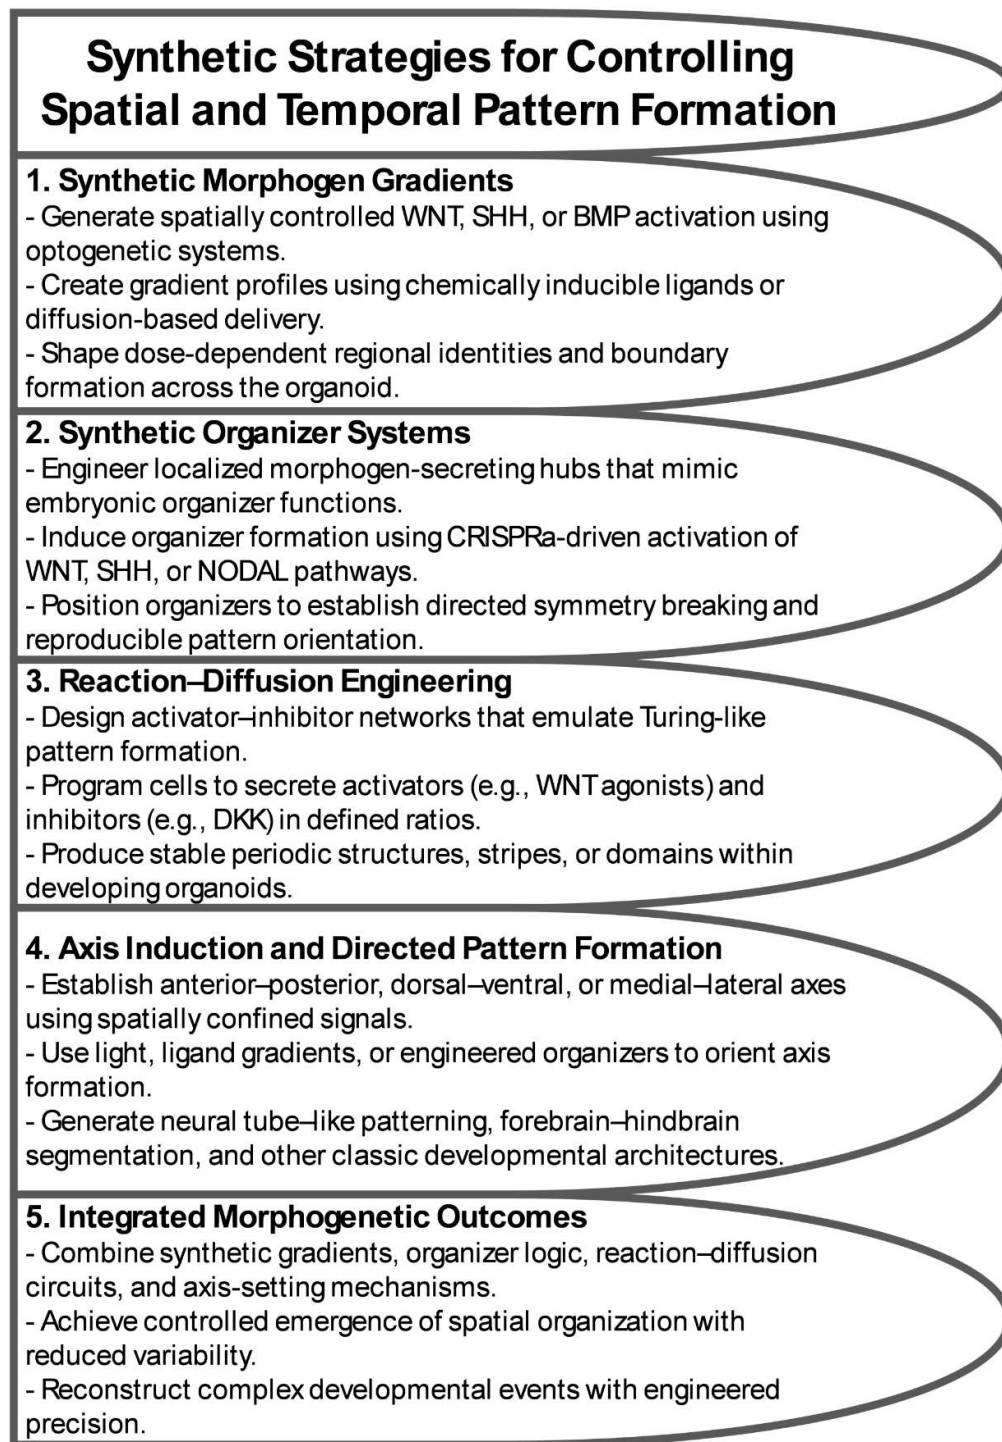 Synthetic Strategies for Controlling
Spatial and Temporal Pattern Formation
1. Synthetic Morphogen Gradients
- Generate spatially controlled WNT, SHH, or BMP activation using
optogenetic systems.
- Create gradient profiles using chemically inducible ligands or
diffusion-based delivery.
- Shape dose-dependent regional identities and boundary
formation across the organoid.
2. Synthetic Organizer Systems
- Engineer localized morphogen-secreting hubs that mimic
embryonic organizer functions.
- Induce organizer formation using CRISPRa-driven activation of
WNT, SHH, or NODAL pathways.
- Position organizers to establish directed symmetry breaking and
reproducible pattern orientation.
3. Reaction–Diffusion Engineering
- Design activator–inhibitor networks that emulate Turing-like
pattern formation.
- Program cells to secrete activators (e.g., WNT agonists) and
inhibitors (e.g., DKK) in defined ratios.
- Produce stable periodic structures, stripes, or domains within
developing organoids.
4. Axis Induction and Directed Pattern Formation
- Establish anterior–posterior, dorsal–ventral, or medial–lateral axes
using spatially confined signals.
- Use light, ligand gradients, or engineered organizers to orient axis
formation.
- Generate neural tube–like patterning, forebrain–hindbrain
segmentation, and other classic developmental architectures.
5. Integrated Morphogenetic Outcomes
- Combine synthetic gradients, organizer logic, reaction–diffusion
circuits, and axis-setting mechanisms.
- Achieve controlled emergence of spatial organization with
reduced variability.
- Reconstruct complex developmental events with engineered
precision.